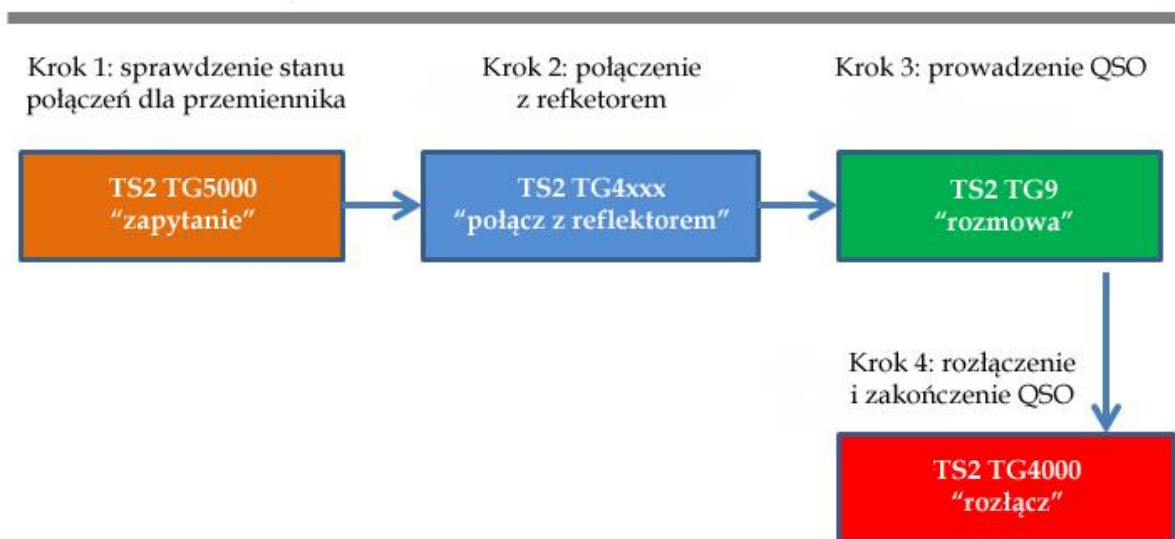 Krok 1: sprawdzenie stanu
połączeń dla przemiennika
TS2 TG5000
“zapytanie”
Krok 2: połączenie
z refketorem
TS2 TG4xxx
“połącz z reflektorem”
Krok 3: prowadzenie QSO
TS2 TG9
“rozmowa”
Krok 4: rozłączenie
i zakończenie QSO
TS2 TG4000
“rozłącz”